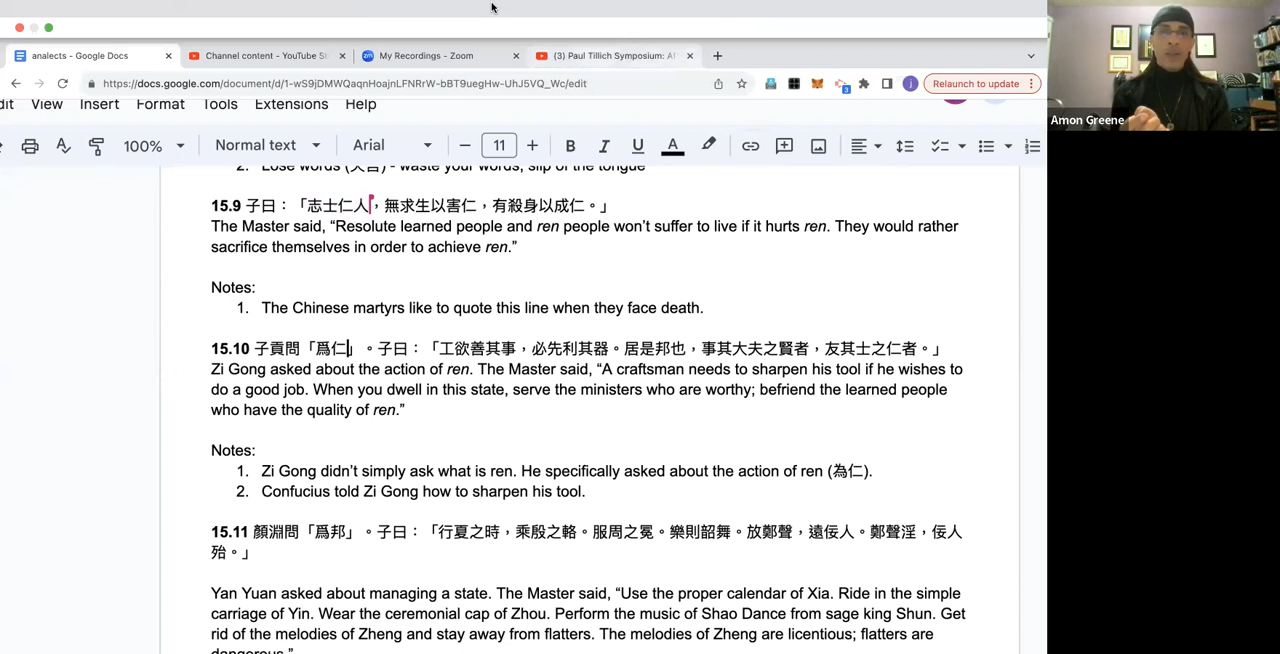 analects - Google Docs
Channel content - YouTube St
My Recordings - Zoom
(3) Paul Tillich Symposium: Af
https://docs.google.com/document/d/1-wS9jDMWQaqnHoajnLFNRrW-bBT9uegHw-UhJ5VQ_Wc/edit
3
j
Relaunch to update
dit View Insert Format Tools Extensions Help
100% Normal text Arial 11 B I U A
2. Lose words (失言) - waste your words, slip of the tongue
15.9 子曰：「志士仁人，無求生以害仁，有殺身以成仁。」
The Master said, “Resolute learned people and ren people won’t suffer to live if it hurts ren. They would rather
sacrifice themselves in order to achieve ren.”
Notes:
1. The Chinese martyrs like to quote this line when they face death.
15.10 子貢問「爲仁」。子曰：「工欲善其事，必先利其器。居是邦也，事其大夫之賢者，友其士之仁者。」
Zi Gong asked about the action of ren. The Master said, “A craftsman needs to sharpen his tool if he wishes to
do a good job. When you dwell in this state, serve the ministers who are worthy; befriend the learned people
who have the quality of ren.”
Notes:
1. Zi Gong didn’t simply ask what is ren. He specifically asked about the action of ren (為仁).
2. Confucius told Zi Gong how to sharpen his tool.
15.11 顏淵問「爲邦」。子曰：「行夏之時，乘殷之輅。服周之冕。樂則韶舞。放鄭聲，遠佞人。鄭聲淫，佞人
殆。」
Yan Yuan asked about managing a state. The Master said, “Use the proper calendar of Xia. Ride in the simple
carriage of Yin. Wear the ceremonial cap of Zhou. Perform the music of Shao Dance from sage king Shun. Get
rid of the melodies of Zheng and stay away from flatters. The melodies of Zheng are licentious; flatters are
dangerous.”
Amon Greene